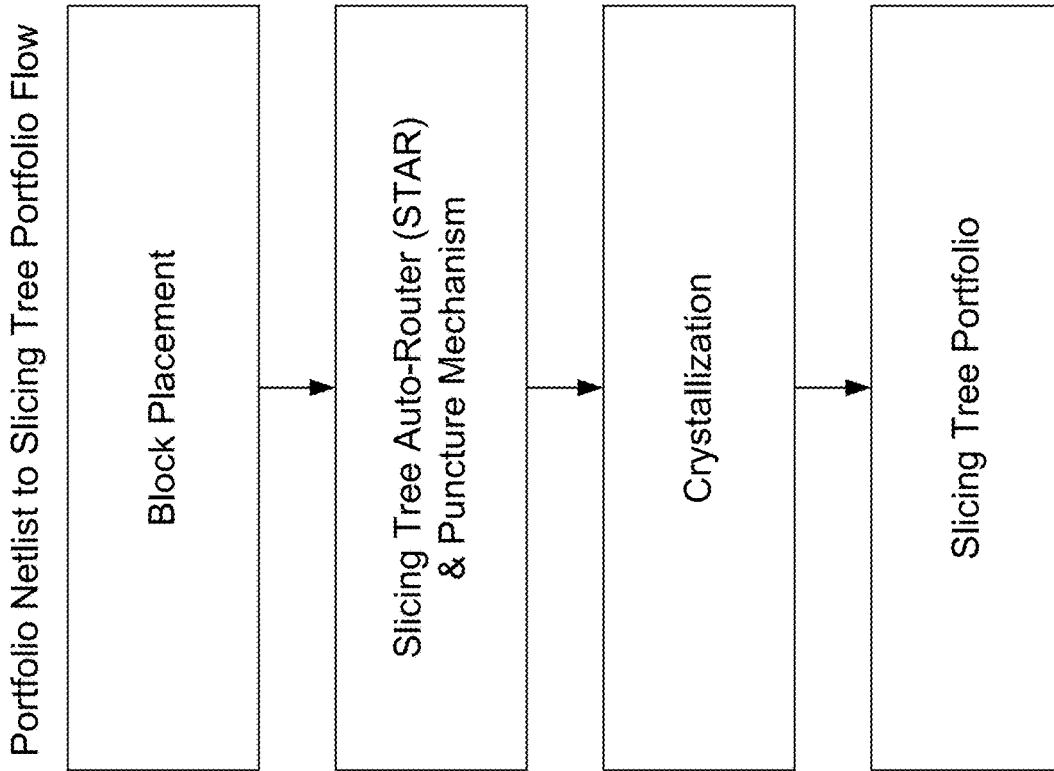 Portfolio Netlist to Slicing Tree Portfolio Flow
Block Placement
Slicing Tree Auto-Router (STAR)
& Puncture Mechanism
Crystallization
Slicing Tree Portfolio